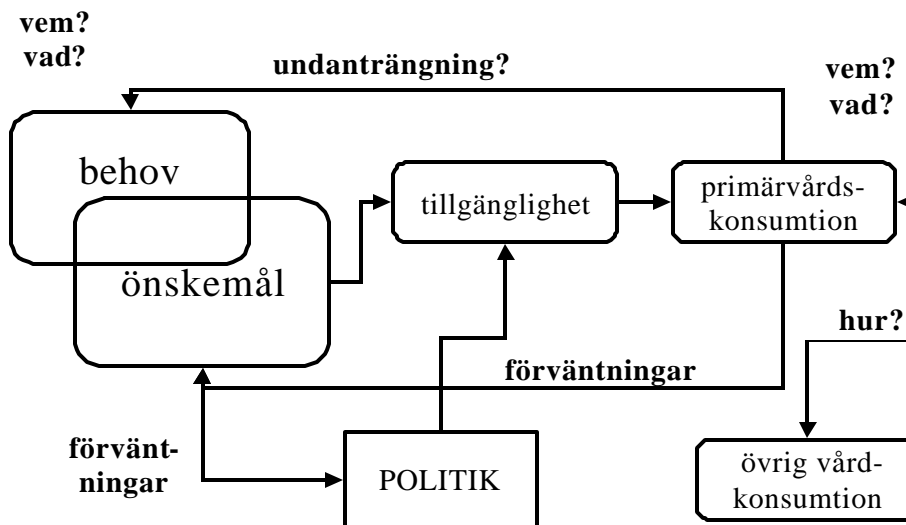 vem?
vad?
undanträngning?
vem?
vad?
behov
tillgänglighet
primärvårds-
konsumtion
önskemål
hur?
förväntningar
förvänt-
ningar
POLITIK
övrig vård-
konsumtion